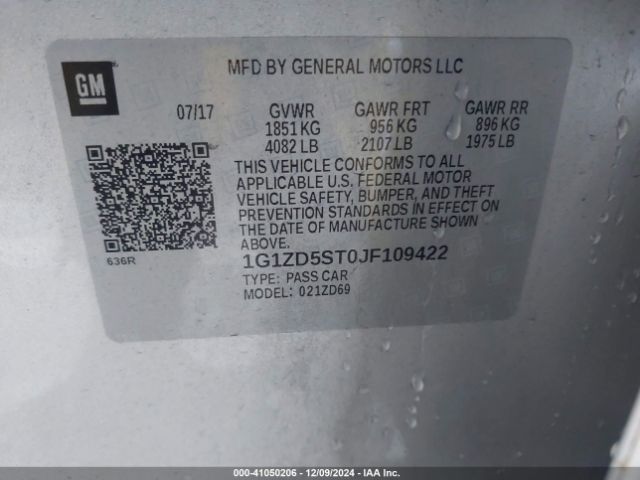 GM
MFD BY GENERAL MOTORS LLC
07/17 GVWR GAWR FRT GAWR RR
1851 KG 956 KG 896 KG
4082 LB 2107 LB 1975 LB
THIS VEHICLE CONFORMS TO ALL
APPLICABLE U.S. FEDERAL MOTOR
VEHICLE SAFETY, BUMPER, AND THEFT
PREVENTION STANDARDS IN EFFECT ON
THE DATE OF MANUFACTURE SHOWN
ABOVE.
636R
1G1ZD5ST0JF109422
TYPE: PASS CAR
MODEL: 021ZD69
000-41050206 - 12/09/2024 - IAA Inc.